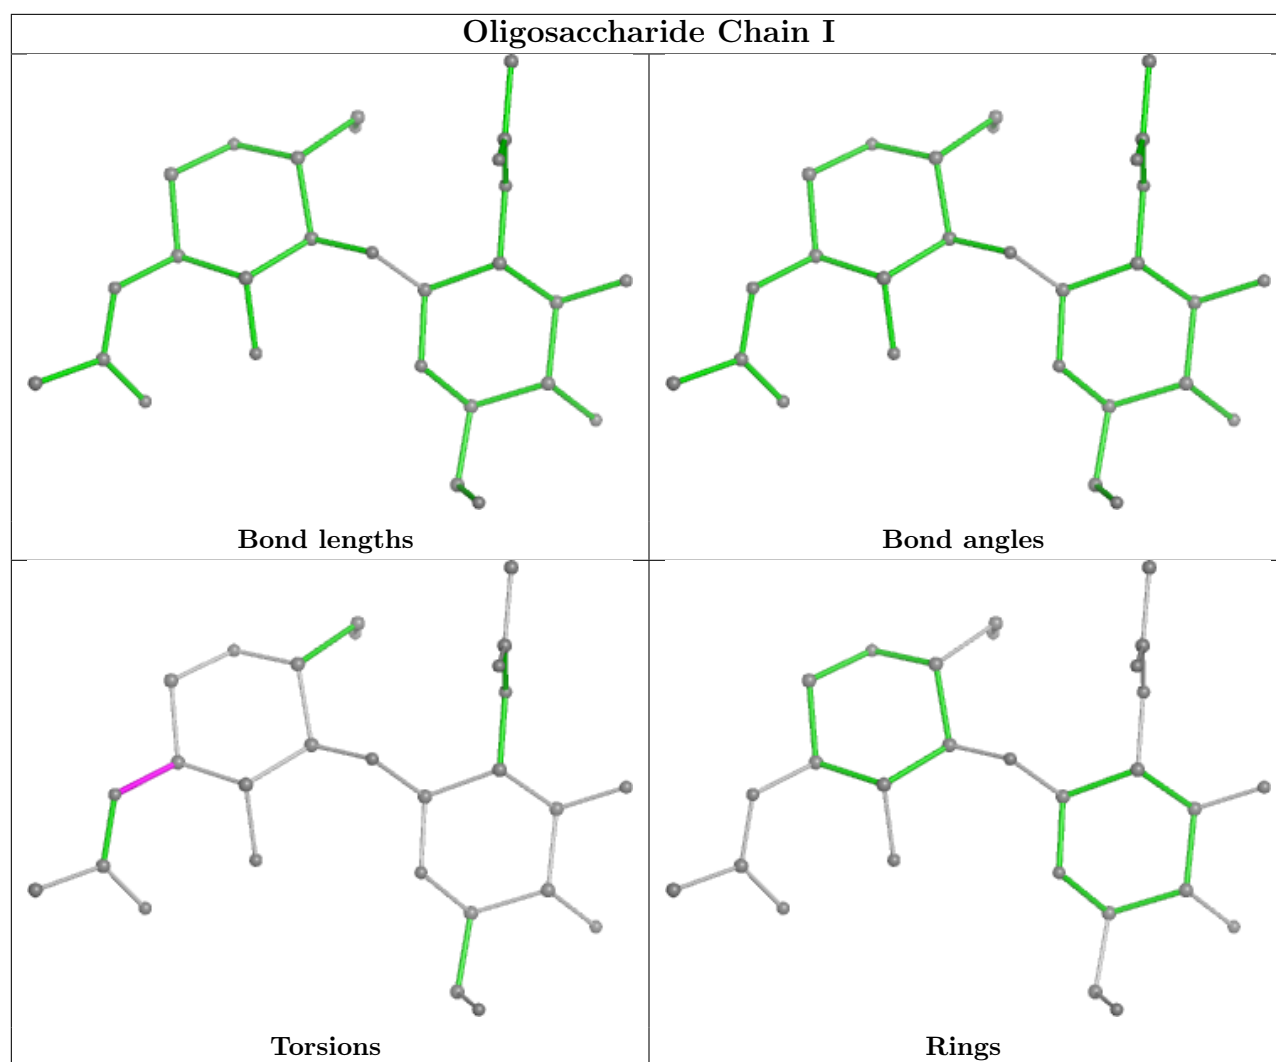 Oligosaccharide Chain I
Bond lengths
Bond angles
Torsions
Rings